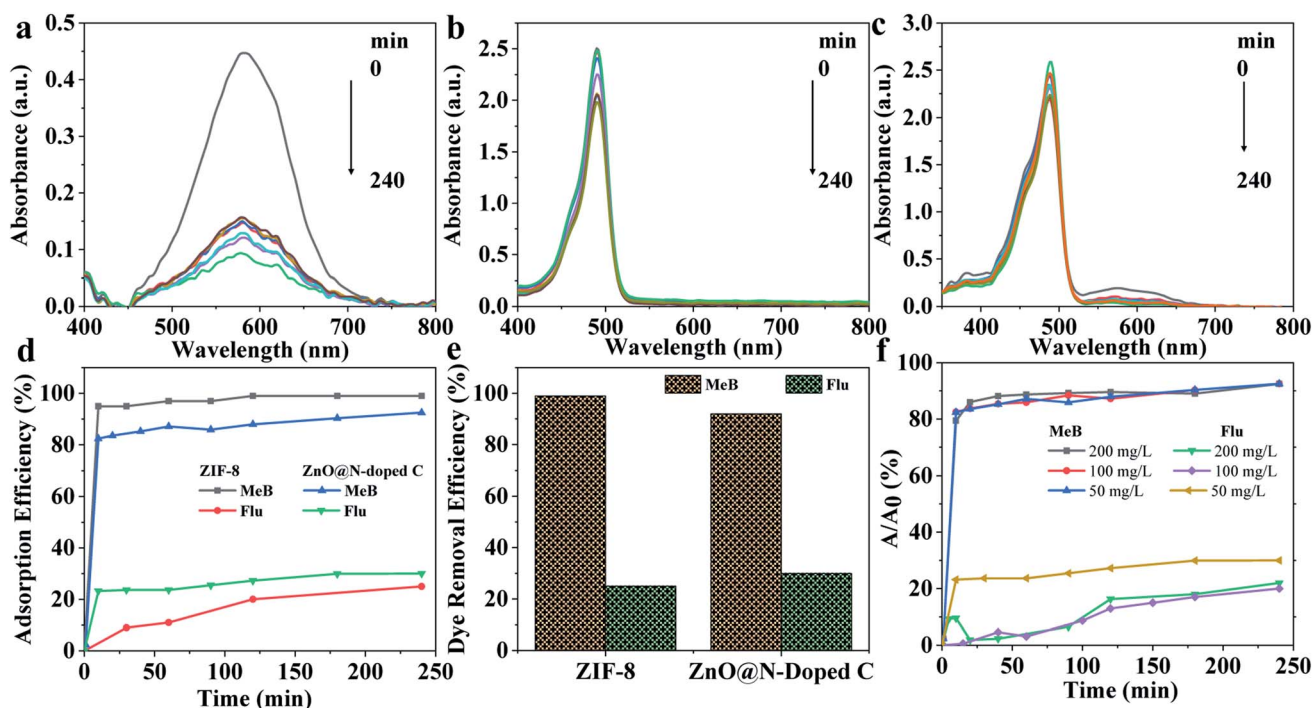 a
0.5
0.4
0.3
0.2
0.1
0.0
Absorbance (a.u.)
400 500 600 700 800
Wavelength (nm)
min
0
240
b
2.5
2.0
1.5
1.0
0.5
0.0
Absorbance (a.u.)
400 500 600 700 800
Wavelength (nm)
min
0
240
c
3.0
2.5
2.0
1.5
1.0
0.5
0
Absorbance (a.u.)
400 500 600 700 800
Wavelength (nm)
min
0
240
d
100
80
60
40
20
0
Adsorption Efficiency (%)
0 50 100 150 200 250
Time (min)
ZIF-8 ZnO@N-doped C
MeB MeB
Flu Flu
e
100
80
60
40
20
0
Dye Removal Efficiency (%)
MeB Flu
ZIF-8 ZnO@N-Doped C
f
100
80
60
40
20
0
A/A0 (%)
0 50 100 150 200 250
Time (min)
MeB Flu
200 mg/L 200 mg/L
100 mg/L 100 mg/L
50 mg/L 50 mg/L